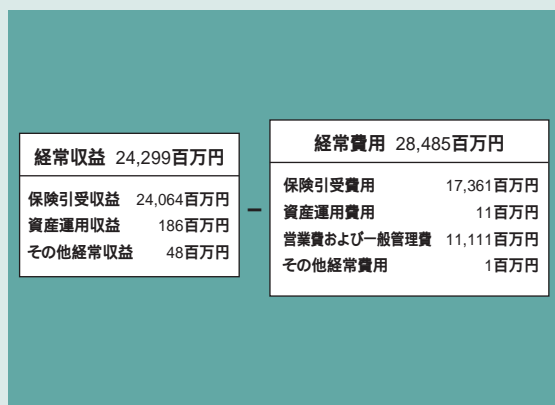 経常収益 24,299百万円
保険引受収益 24,064百万円
資産運用収益 186百万円
その他経常収益 48百万円
−
経常費用 28,485百万円
保険引受費用 17,361百万円
資産運用費用 11百万円
営業費および一般管理費 11,111百万円
その他経常費用 1百万円